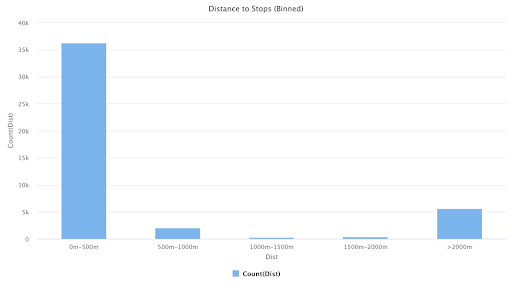 Distance to Stops (Binned)
40k
35k
30k
25k
20k
15k
10k
5k
0
Count(Dist)
0m-500m 500m-1000m 1000m-1500m 1500m-2000m >2000m
Dist
Count(Dist)